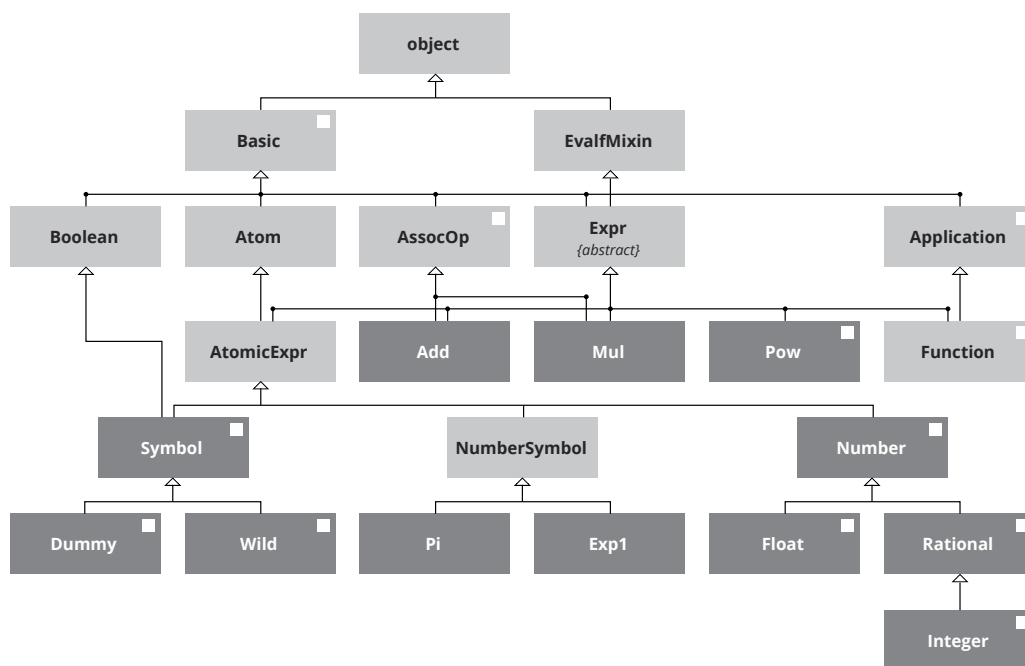 object
Basic
EvalfMixin
Boolean
Atom
AssocOp
Expr
{abstract}
Application
AtomicExpr
Add
Mul
Pow
Function
Symbol
NumberSymbol
Number
Dummy
Wild
Pi
Exp1
Float
Rational
Integer